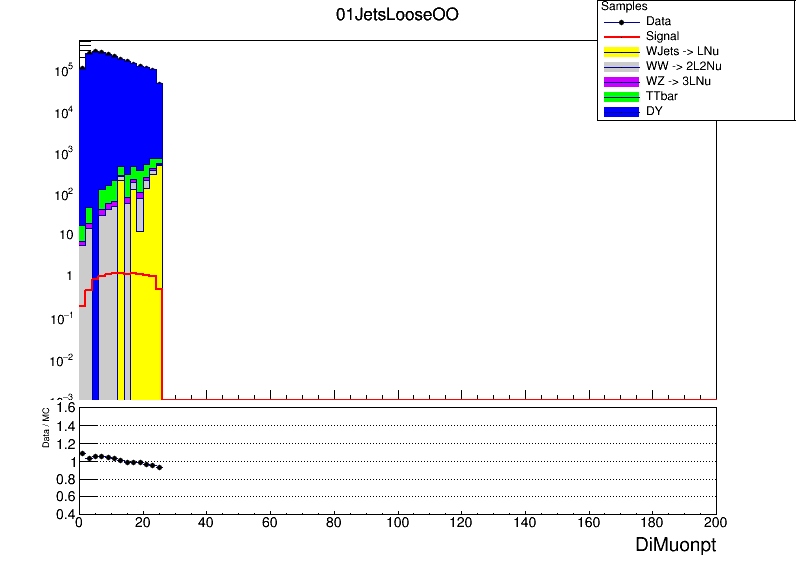 01JetsLooseOO
Samples
Data
Signal
WJets -> LNu
WW -> 2L2Nu
WZ -> 3LNu
TTbar
DY
10^5
10^4
10^3
10^2
10
1
10^-1
10^-2
10^-3
Data / MC
1.6
1.4
1.2
1
0.8
0.6
0.4
0 20 40 60 80 100 120 140 160 180 200
DiMuonpt